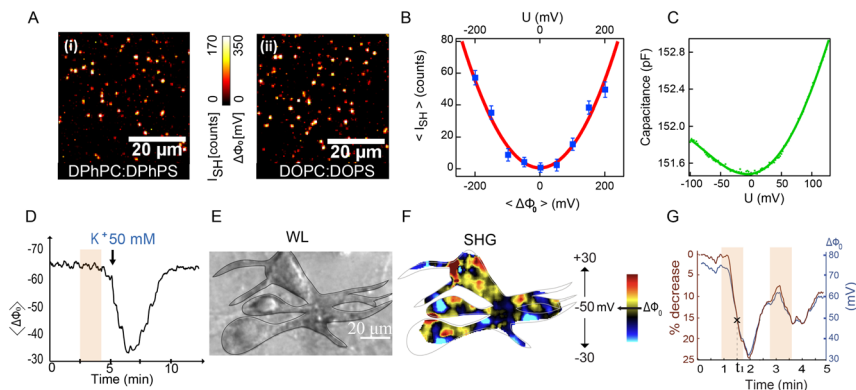 A
(i)
20 µm
DPhPC:DPhPS
0 170
I_SH[counts]
0 350
ΔΦ₀[mV]
(ii)
20 µm
DOPC:DOPS
B
U (mV)
-200 0 200
80
60
40
20
0
< I_SH > (counts)
-200 0 200
< ΔΦ₀ > (mV)
C
Capacitance (pF)
152.8
152.4
152.0
151.6
-100 -50 0 50 100
U (mV)
D
K⁺50 mM
-70
-60
-50
-40
-30
⟨ΔΦ₀⟩
0 5 10
Time (min)
E
WL
20 µm
F
SHG
+30
-50 mV
-30
ΔΦ₀
G
% decrease
0
5
10
15
20
25
ΔΦ₀
80
70
60
50
40
30
(mV)
0 1 t₁ 2 3 4 5
Time (min)